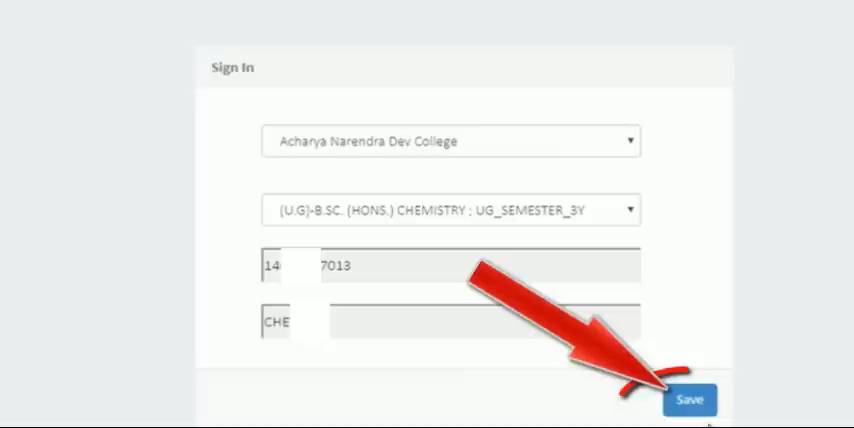 Sign In
Acharya Narendra Dev College
(U.G)-B.SC. (HONS.) CHEMISTRY ; UG_SEMESTER_3Y
14 7013
CHE
Save